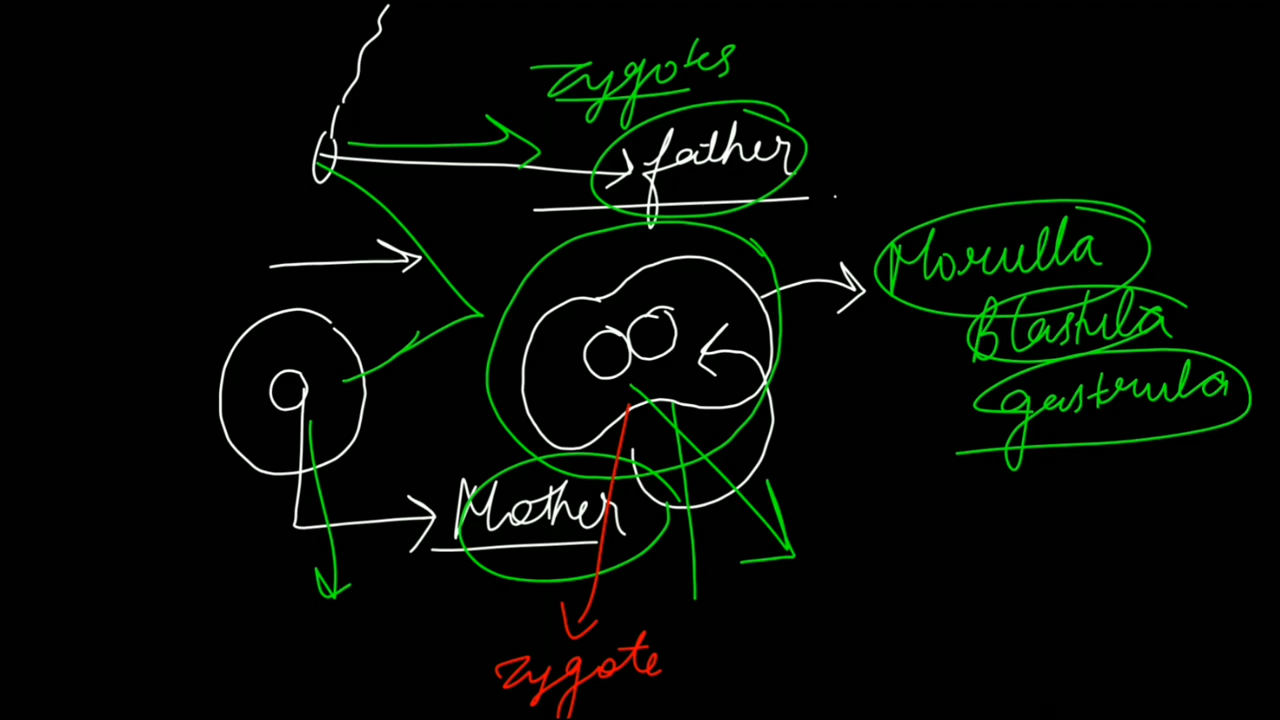 Zygotes
father
Morulla
Blastula
gastrula
Mother
zygote